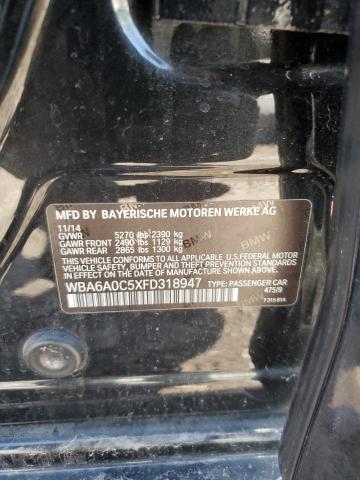 MFD BY BAYERISCHE MOTOREN WERKE AG
11/14
GVWR 5270 lbs 2390 kg
GAWR FRONT 2490 lbs 1129 kg
GAWR REAR 2865 lbs 1300 kg
THIS VEHICLE CONFORMS TO ALL APPLICABLE U.S. FEDERAL MOTOR
VEHICLE SAFETY, BUMPER, AND THEFT PREVENTION STANDARDS IN
EFFECT ON THE DATE OF MANUFACTURE SHOWN ABOVE.
WBA6A0C5XFD318947 TYPE: PASSENGER CAR
475/9